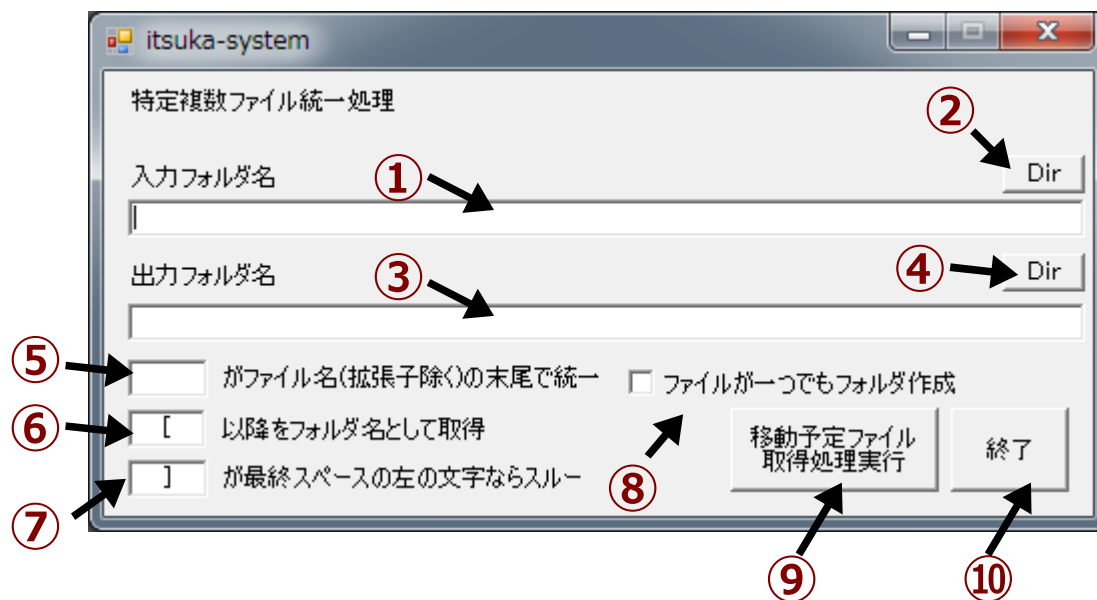 itsuka-system
特定複数ファイル統一処理
②
入力フォルダ名
①
Dir
出力フォルダ名
③
④
Dir
⑤
がファイル名(拡張子除く)の末尾で統一
ファイルが一つでもフォルダ作成
⑥
[
以降をフォルダ名として取得
移動予定ファイル
取得処理実行
終了
⑦
]
が最終スペースの左の文字ならスルー
⑧
⑨
⑩